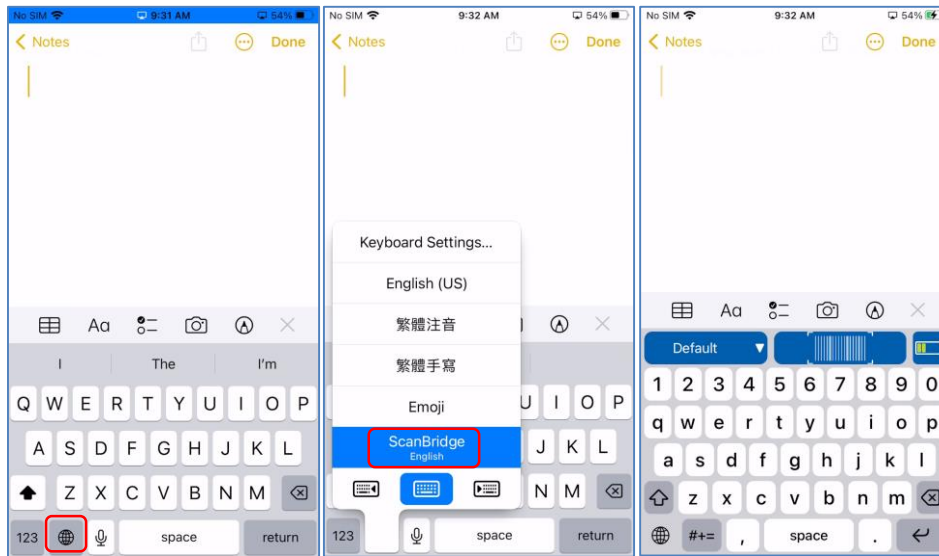 No SIM 9:31 AM 54%
Notes Done
I The I'm
Q W E R T Y U I O P
A S D F G H J K L
Z X C V B N M
123 space return
No SIM 9:32 AM 54%
Notes Done
Keyboard Settings...
English (US)
繁體注音
繁體手寫
Emoji
U I O P
ScanBridge
English
J K L
N M
123 space return
No SIM 9:32 AM 54%
Notes Done
Aa
Default
1 2 3 4 5 6 7 8 9 0
q w e r t y u i o p
a s d f g h j k l
z x c v b n m
#+= , space .